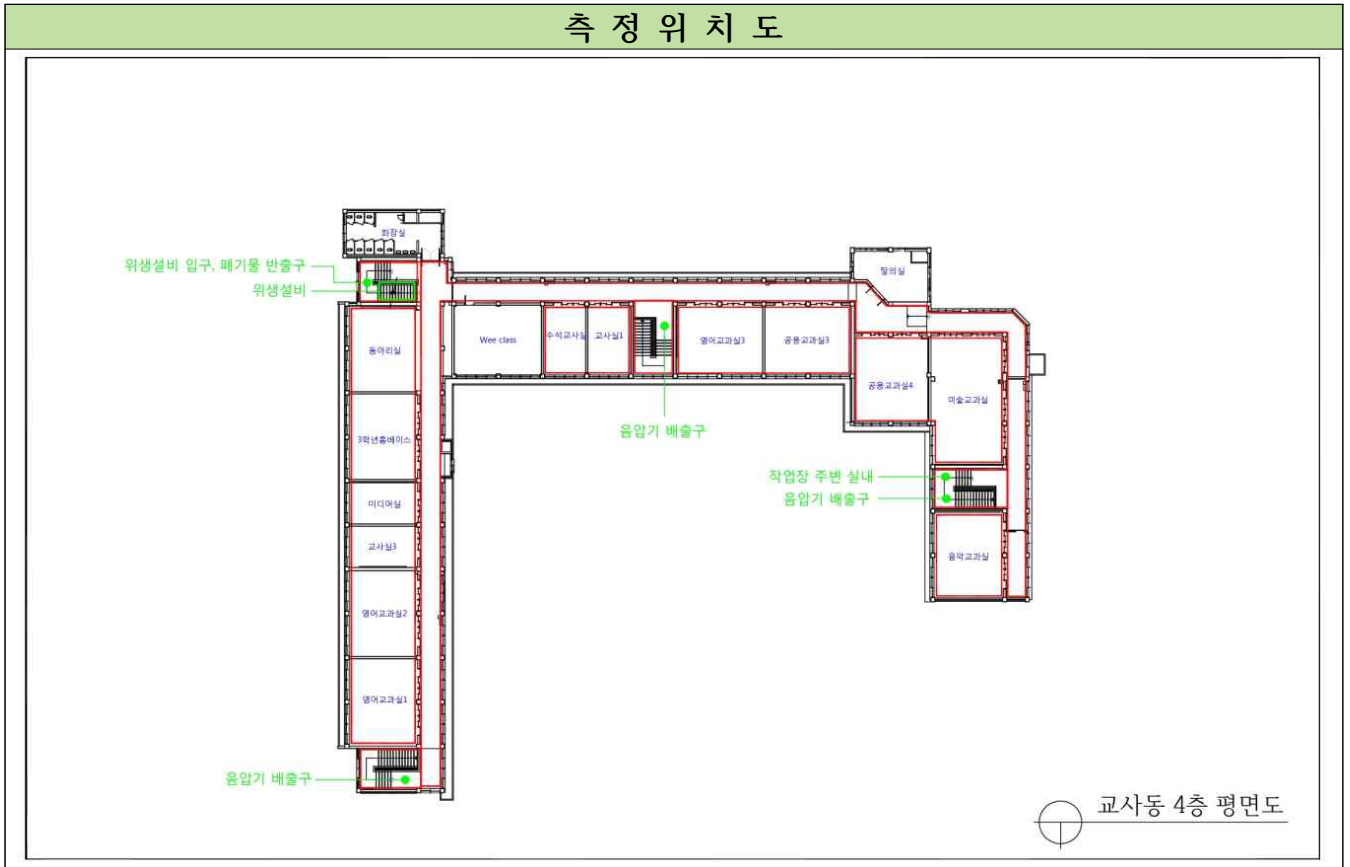 측 정 위 치 도
화장실
위생설비 입구, 폐기물 반출구
위생설비
탈의실
동아리실
Wee class
수석교사실
교사실1
영어교과실3
공용교과실3
공용교과실4
미술교과실
음압기 배출구
3학년홈베이스
작업장 주변 실내
음압기 배출구
미디어실
교사실3
음악교과실
영어교과실2
영어교과실1
음압기 배출구
교사동 4층 평면도